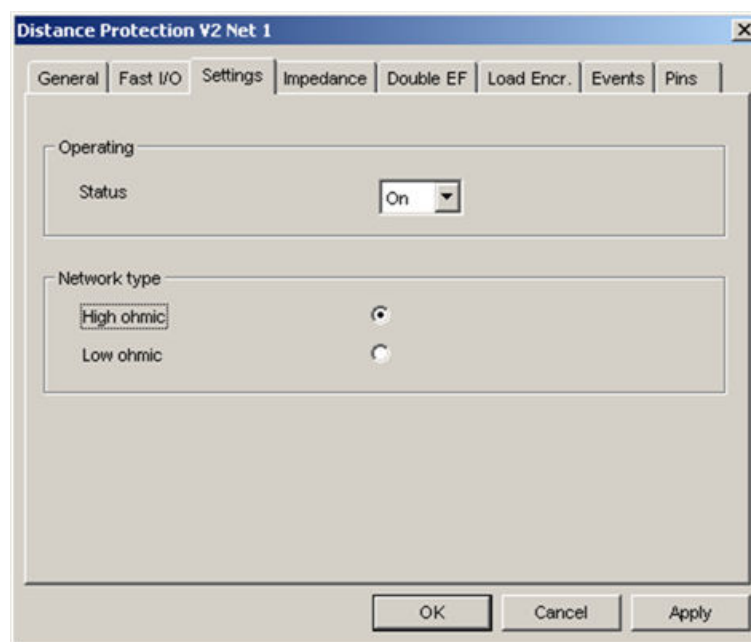 Distance Protection V2 Net 1
General Fast I/O Settings Impedance Double EF Load Encr. Events Pins
Operating
Status On
Network type
High ohmic
Low ohmic
OK Cancel Apply